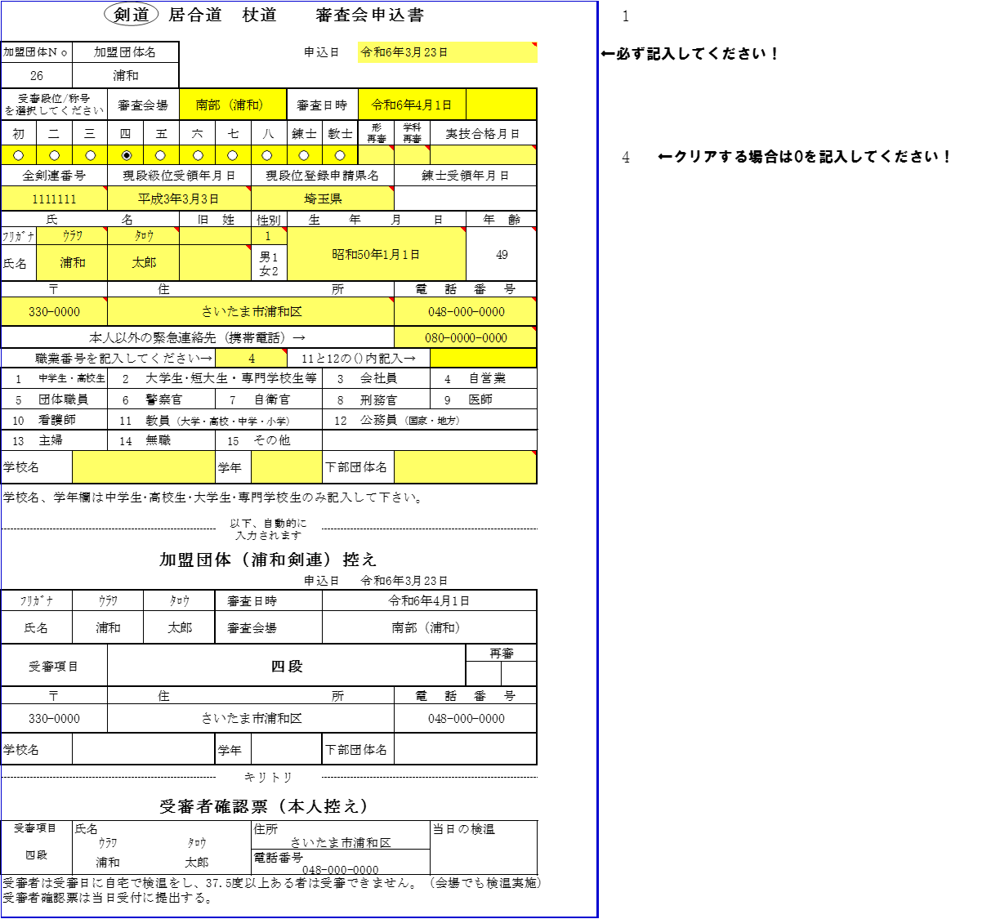 剣道 居合道 杖道 審査会申込書 1
加盟団体Ｎｏ 加盟団体名 申込日 令和6年3月23日 ←必ず記入してください！
26 浦和
受審段位/称号
を選択してください 審査会場 南部（浦和） 審査日時 令和6年4月1日
初 二 三 四 五 六 七 八 錬士 教士 形再審 学科再審 実技合格月日
4 ←クリアする場合は0を記入してください！
全剣連番号 現段級位受領年月日 現段位登録申請県名 錬士受領年月日
1111111 平成3年3月3日 埼玉県
氏 名 旧 姓 性別 生 年 月 日 年 齢
ﾌﾘｶﾞﾅ ｳﾗﾜ ﾀﾛｳ 1
氏名 浦和 太郎 男1 昭和50年1月1日 49
女2
〒 住 所 電 話 番 号
330-0000 さいたま市浦和区 048-000-0000
本人以外の緊急連絡先（携帯電話）→ 080-0000-0000
職業番号を記入してください→ 4 11と12の()内記入→
1 中学生・高校生 2 大学生･短大生・専門学校生等 3 会社員 4 自営業
5 団体職員 6 警察官 7 自衛官 8 刑務官 9 医師
10 看護師 11 教員（大学・高校・中学・小学） 12 公務員（国家・地方）
13 主婦 14 無職 15 その他
学校名 学年 下部団体名
学校名、学年欄は中学生･高校生･大学生･専門学校生のみ記入して下さい。
以下、自動的に
入力されます
加盟団体（浦和剣連）控え
申込日 令和6年3月23日
ﾌﾘｶﾞﾅ ｳﾗﾜ ﾀﾛｳ 審査日時 令和6年4月1日
氏名 浦和 太郎 審査会場 南部（浦和）
受審項目 四段 再審
〒 住 所 電 話 番 号
330-0000 さいたま市浦和区 048-000-0000
学校名 学年 下部団体名
キリトリ
受審者確認票（本人控え）
受審項目 氏名 住所 当日の検温
ｳﾗﾜ ﾀﾛｳ さいたま市浦和区
四段 浦和 太郎 電話番号
048-000-0000
受審者は受審日に自宅で検温をし、37.5度以上ある者は受審できません。（会場でも検温実施）
受審者確認票は当日受付に提出する。